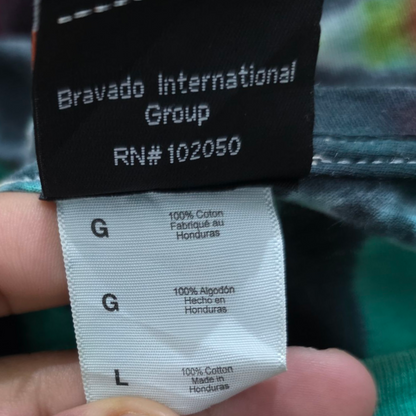 Bravado International
Group
RN# 102050
G
100% Coton
Fabriqué au
Honduras
G
100% Algodón
Hecho en
Honduras
L
100% Cotton
Made in
Honduras